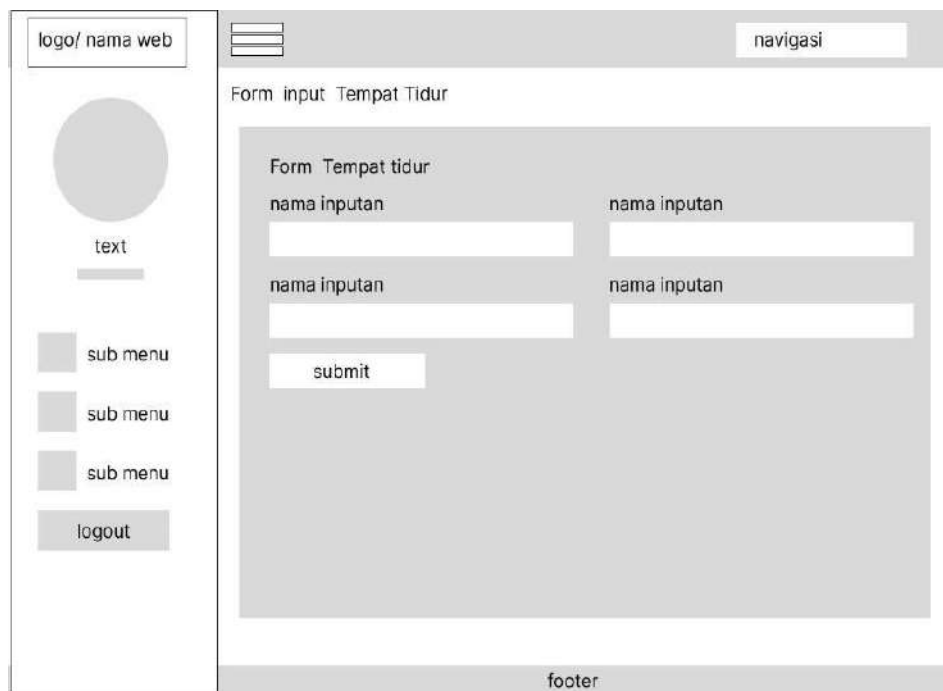 logo/ nama web
navigasi
text
sub menu
sub menu
sub menu
logout
Form input Tempat Tidur
Form Tempat tidur
nama inputan
nama inputan
nama inputan
nama inputan
submit
footer